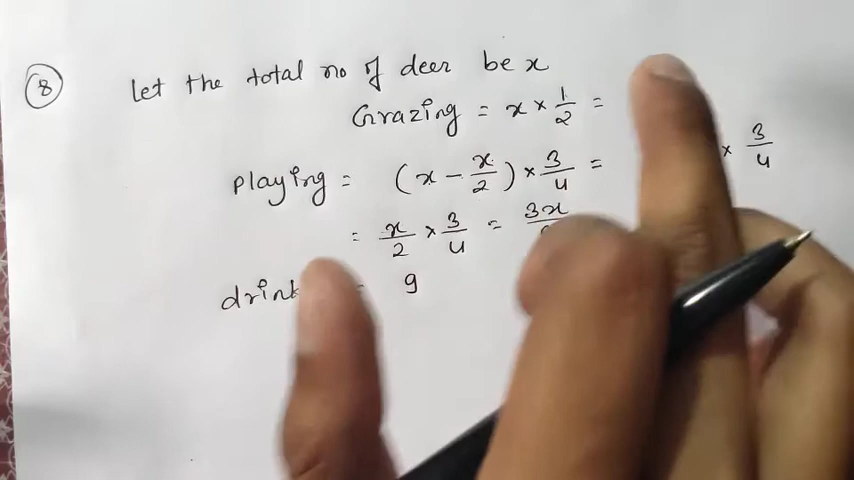 8 Let the total no of deer be x
Grazing = x × 1/2 =
Playing = (x - x/2) × 3/4 = × 3/4
= x/2 × 3/4 = 3x
= 9